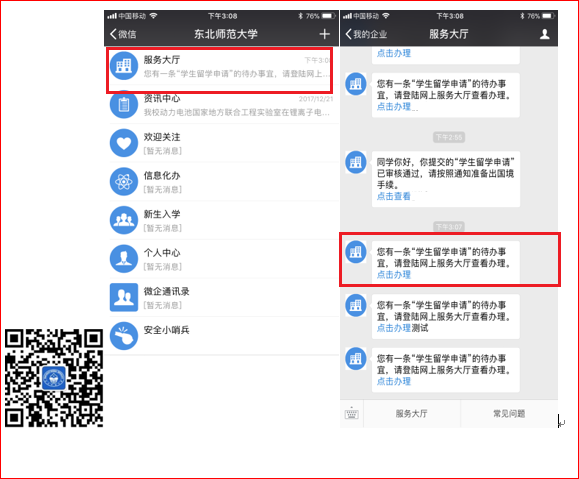 中国移动
下午3:08
76%
微信
东北师范大学
服务大厅
下午3:0
您有一条“学生留学申请”的待办事宜，请登陆网上...
资讯中心
2017/12/21
我校动力电池国家地方联合工程实验室在锂离子电...
欢迎关注
[暂无消息]
信息化办
[暂无消息]
新生入学
[暂无消息]
个人中心
[暂无消息]
微企通讯录
[暂无消息]
安全小哨兵
中国移动
下午3:08
76%
我的企业
服务大厅
点击办理
您有一条“学生留学申请”的待办事
宜，请登陆网上服务大厅查看办理。
点击办理
下午2:55
同学你好，你提交的“学生留学申请”
已审核通过，请按照通知准备出国境
手续。
点击查看
下午3:07
您有一条“学生留学申请”的待办事
宜，请登陆网上服务大厅查看办理。
点击办理
您有一条“学生留学申请”的待办事
宜，请登陆网上服务大厅查看办理。
点击办理测试
您有一条“学生留学申请”的待办事
宜，请登陆网上服务大厅查看办理。
点击办理
服务大厅
常见问题